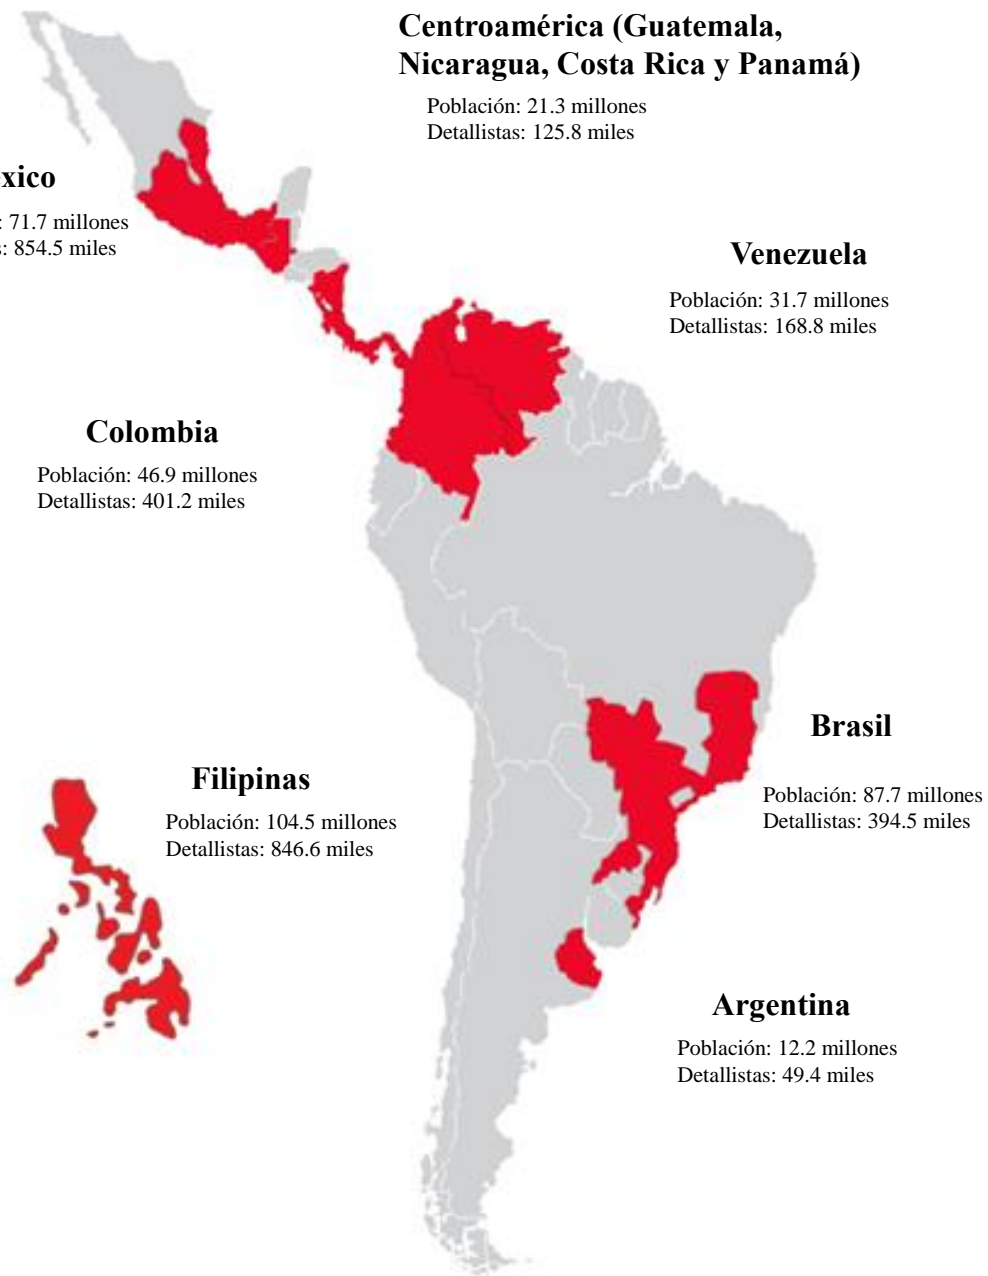 Centroamérica (Guatemala,
Nicaragua, Costa Rica y Panamá)
Población: 21.3 millones
Detallistas: 125.8 miles
xico
: 71.7 millones
s: 854.5 miles
Venezuela
Población: 31.7 millones
Detallistas: 168.8 miles
Colombia
Población: 46.9 millones
Detallistas: 401.2 miles
Brasil
Población: 87.7 millones
Detallistas: 394.5 miles
Filipinas
Población: 104.5 millones
Detallistas: 846.6 miles
Argentina
Población: 12.2 millones
Detallistas: 49.4 miles